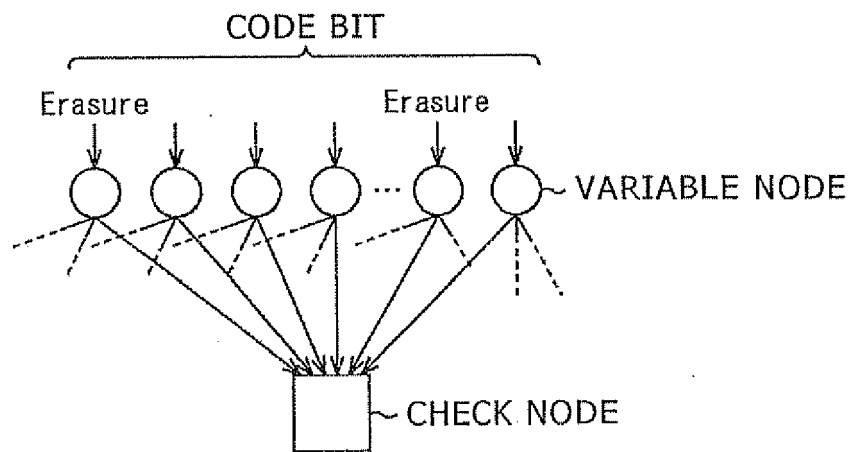 CODE BIT
Erasure Erasure
... VARIABLE NODE
CHECK NODE